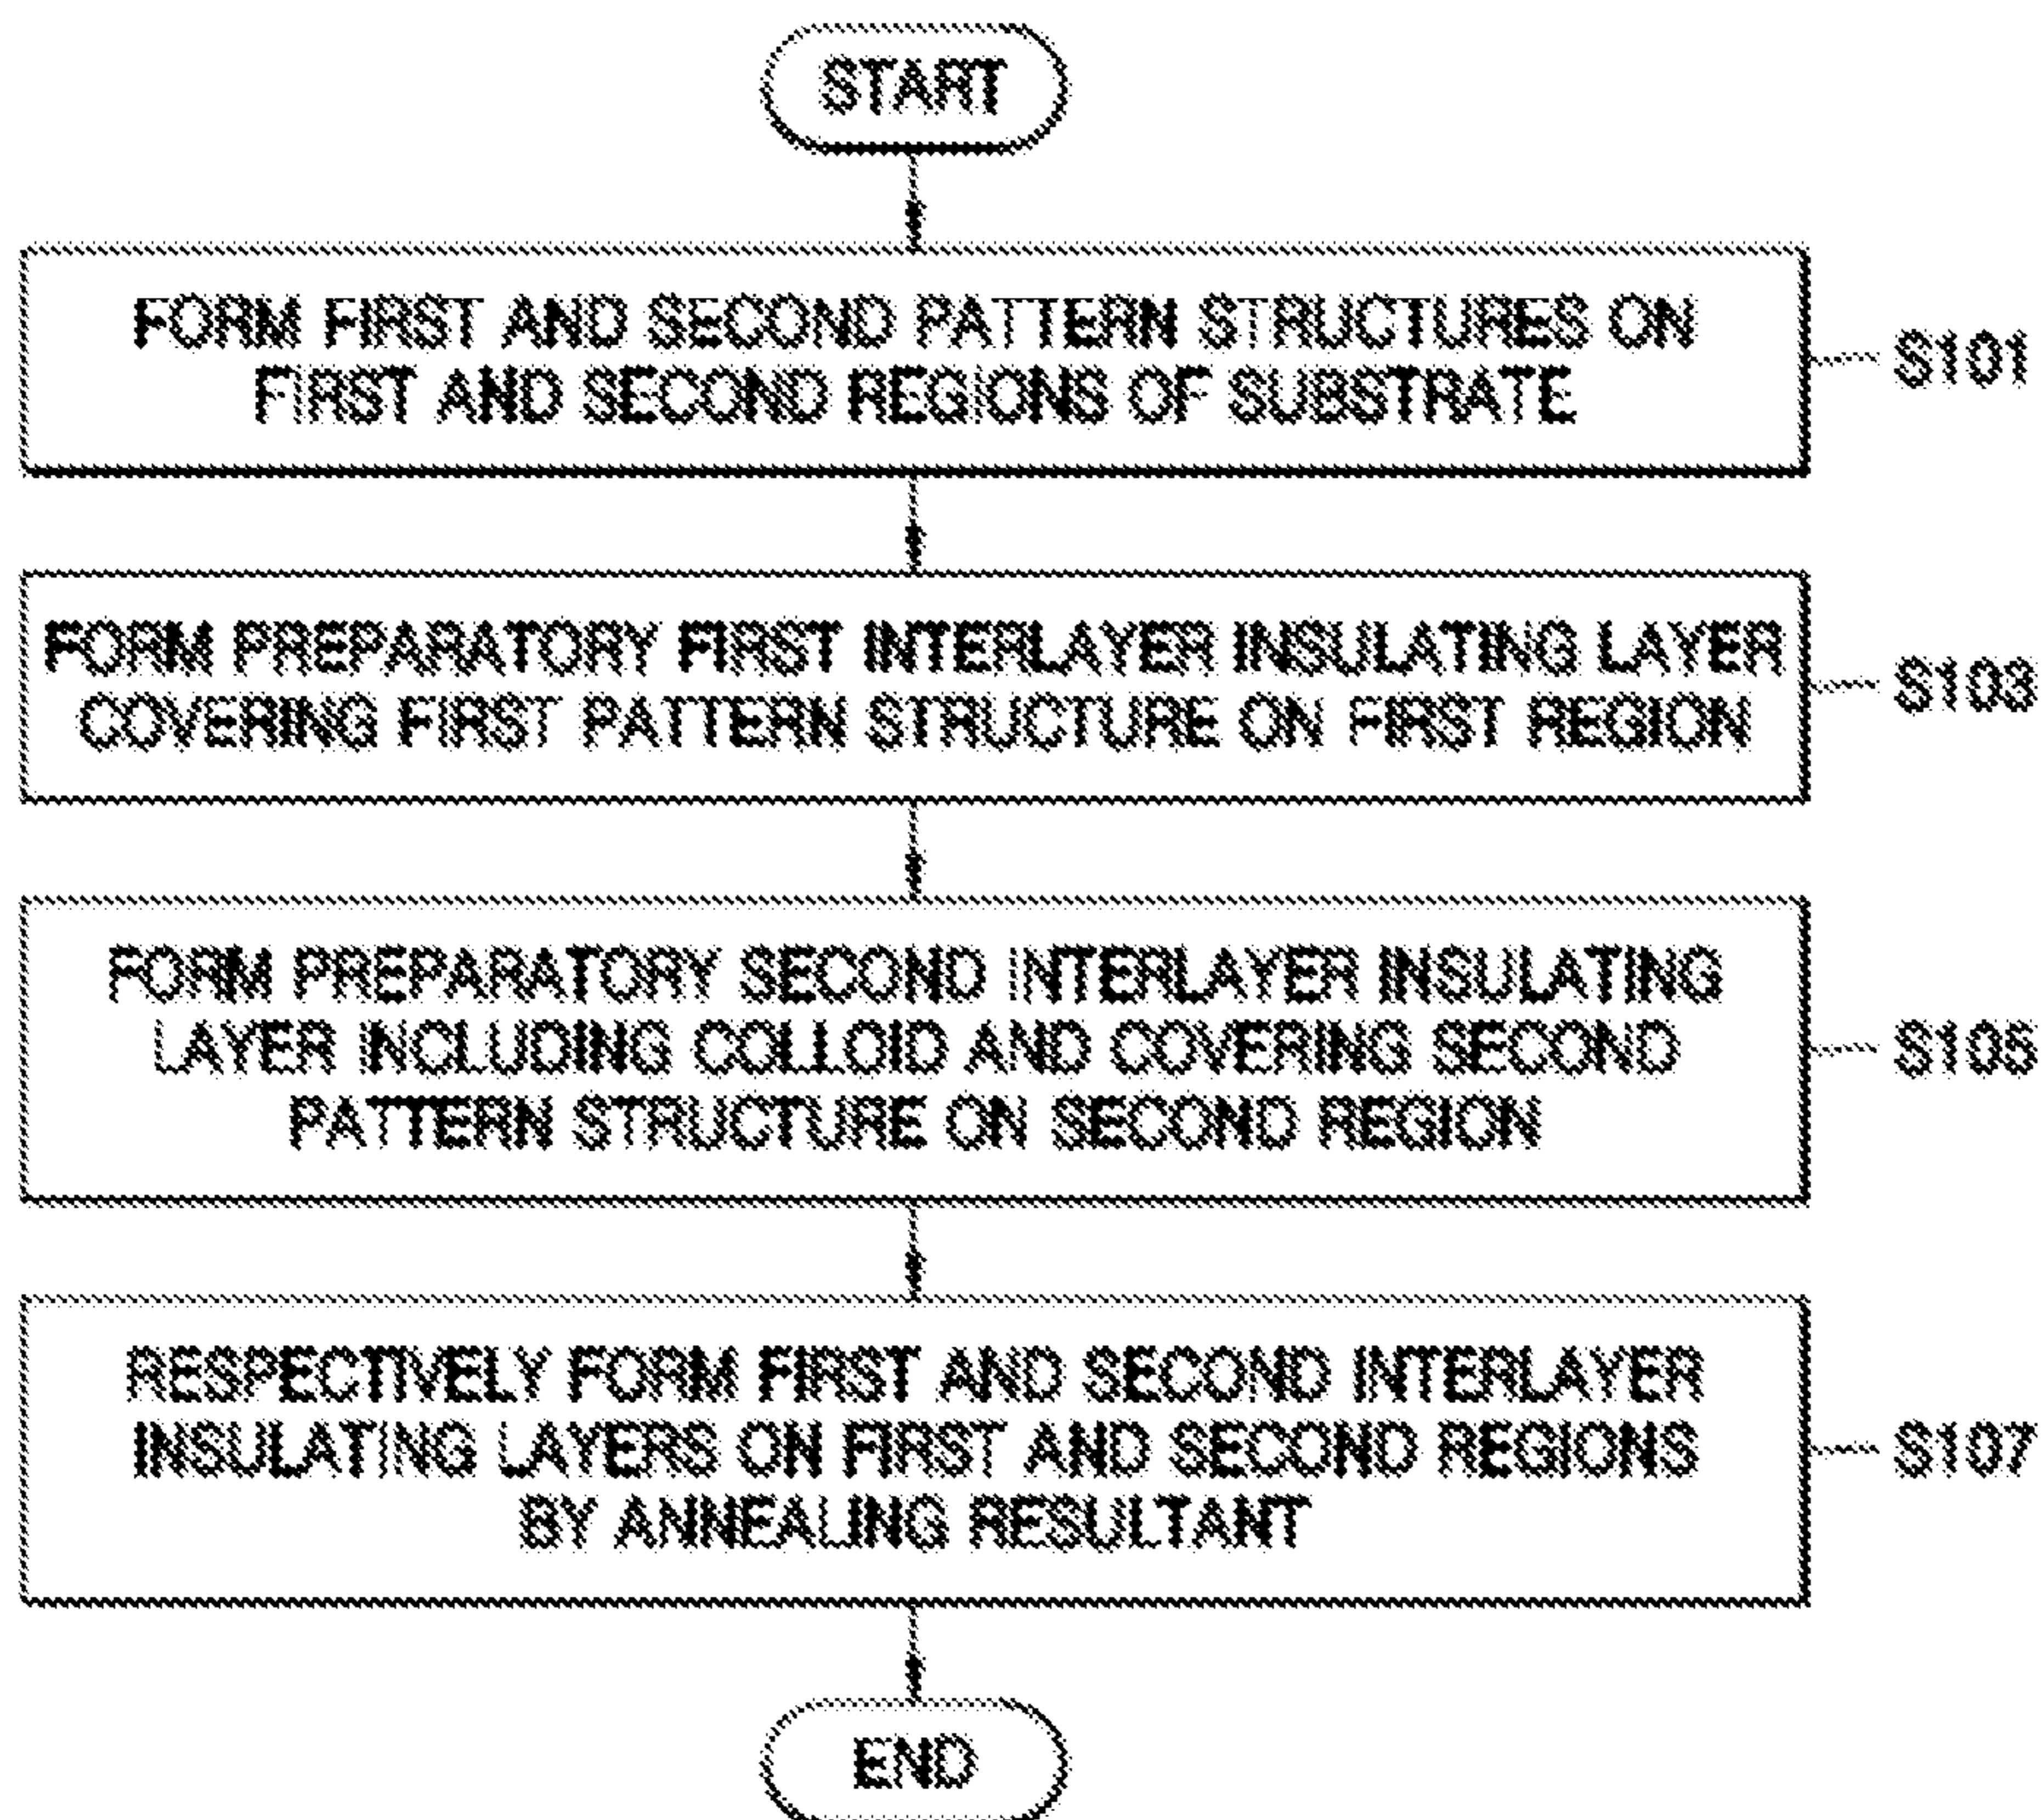 START
FORM FIRST AND SECOND PATTERN STRUCTURES ON
FIRST AND SECOND REGIONS OF SUBSTRATE
S101
FORM PREPARATORY FIRST INTERLAYER INSULATING LAYER
COVERING FIRST PATTERN STRUCTURE ON FIRST REGION
S103
FORM PREPARATORY SECOND INTERLAYER INSULATING
LAYER INCLUDING COLLOID AND COVERING SECOND
PATTERN STRUCTURE ON SECOND REGION
S105
RESPECTIVELY FORM FIRST AND SECOND INTERLAYER
INSULATING LAYERS ON FIRST AND SECOND REGIONS
BY ANNEALING RESULTANT
S107
END